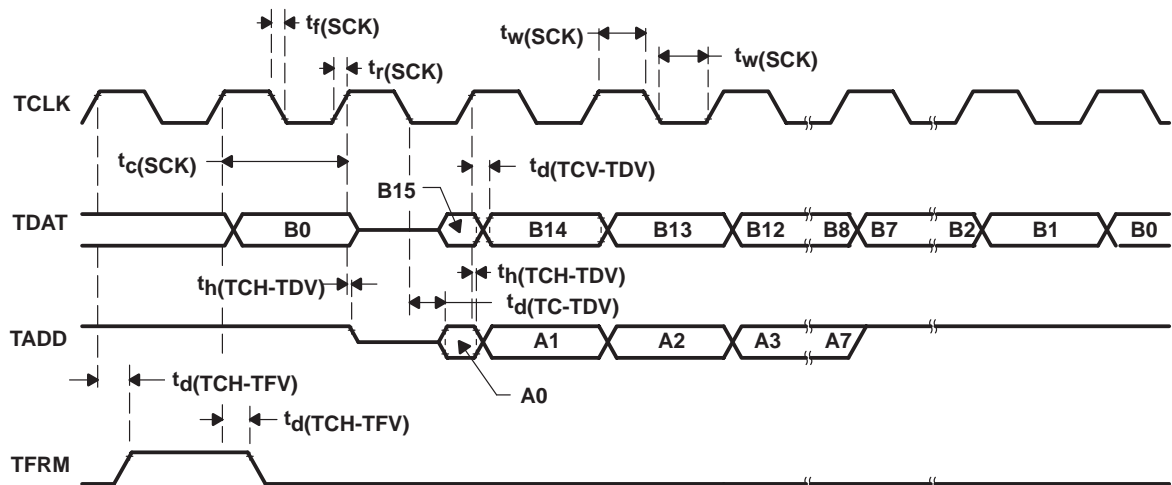 tf(SCK)
tw(SCK)
tw(SCK)
tr(SCK)
TCLK
tc(SCK)
td(TCV-TDV)
B15
TDAT
B0
B14
B13
B12
B8
B7
B2
B1
B0
th(TCH-TDV)
th(TCH-TDV)
td(TC-TDV)
TADD
A1
A2
A3
A7
td(TCH-TFV)
A0
td(TCH-TFV)
TFRM